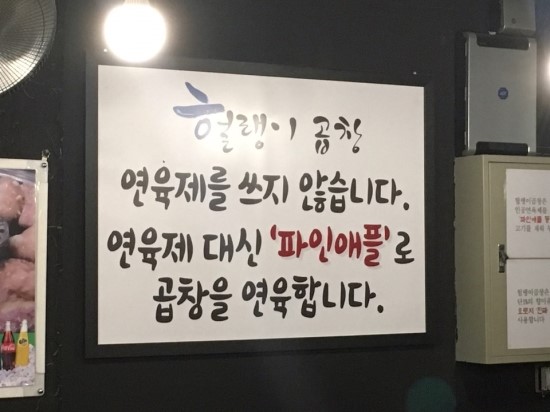 헐랭이 곱창
연육제를 쓰지 않습니다.
연육제 대신 '파인애플'로
곱창을 연육합니다.